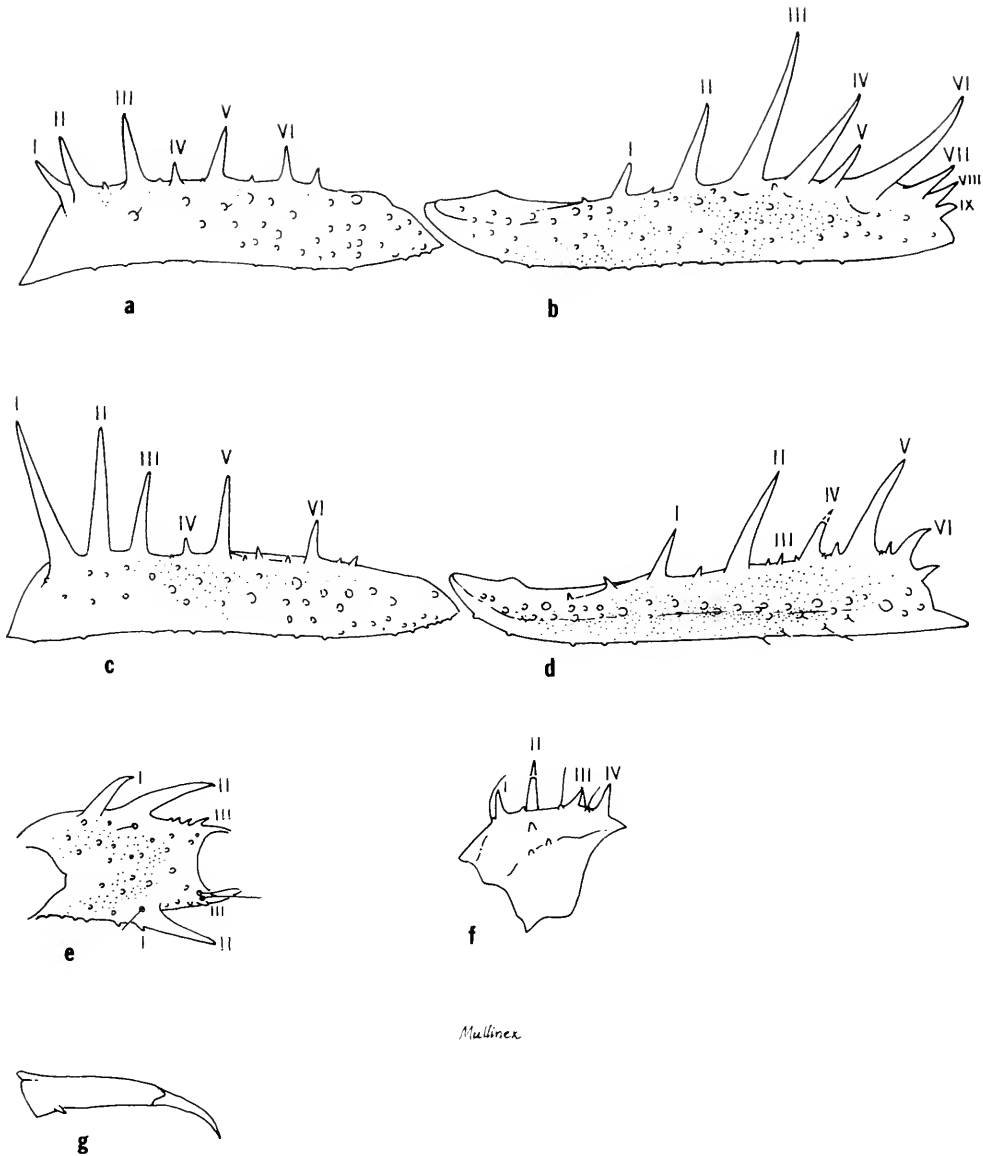 I II III IV V VI
I II III IV V VI VII VIII IX
a b
I II III IV V VI
I II III IV V VI
c d
I II III
III I II
e
I II III IV
f
Mullinex
g